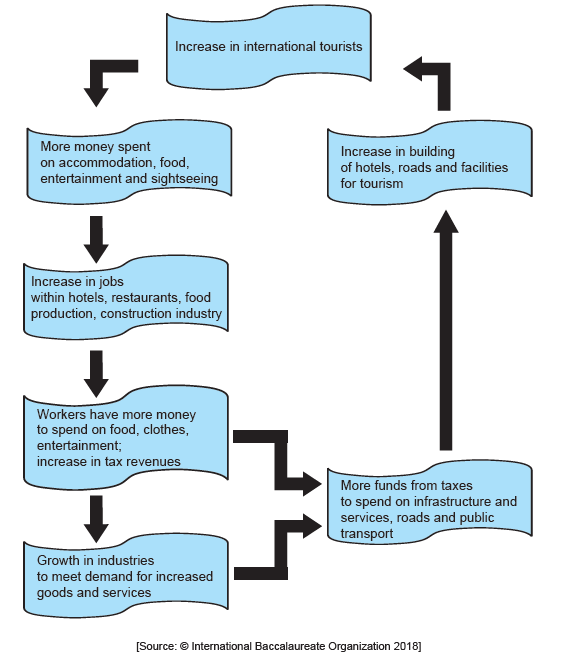 Increase in international tourists
More money spent
on accommodation, food,
entertainment and sightseeing
Increase in building
of hotels, roads and facilities
for tourism
Increase in jobs
within hotels, restaurants, food
production, construction industry
Workers have more money
to spend on food, clothes,
entertainment;
increase in tax revenues
More funds from taxes
to spend on infrastructure and
services, roads and public
transport
Growth in industries
to meet demand for increased
goods and services
[Source: © International Baccalaureate Organization 2018]